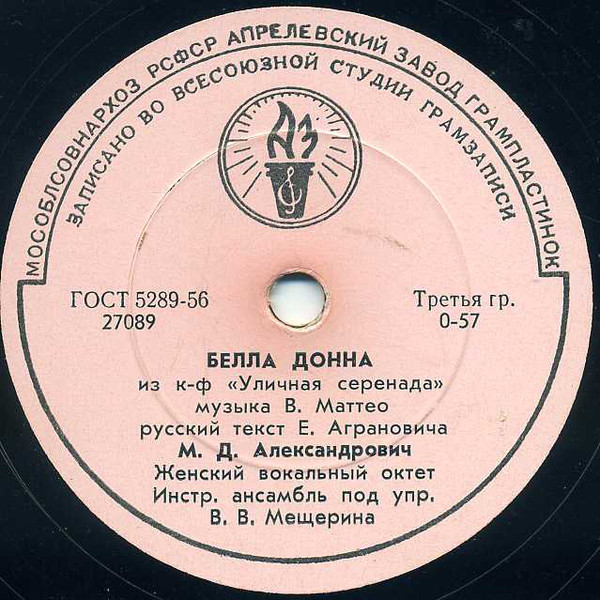 МОСОБЛСОВНАРХОЗ РСФСР АПРЕЛЕВСКИЙ ЗАВОД ГРАМПЛАСТИНОК
ЗАПИСАНО ВО ВСЕСОЮЗНОЙ СТУДИИ ГРАМЗАПИСИ
АЗ
ГОСТ 5289-56
27089
Третья гр.
0-57
БЕЛЛА ДОННА
из к-ф «Уличная серенада»
музыка В. Маттео
русский текст Е. Аграновича
М. Д. Александрович
Женский вокальный октет
Инстр. ансамбль под упр.
В. В. Мещерина